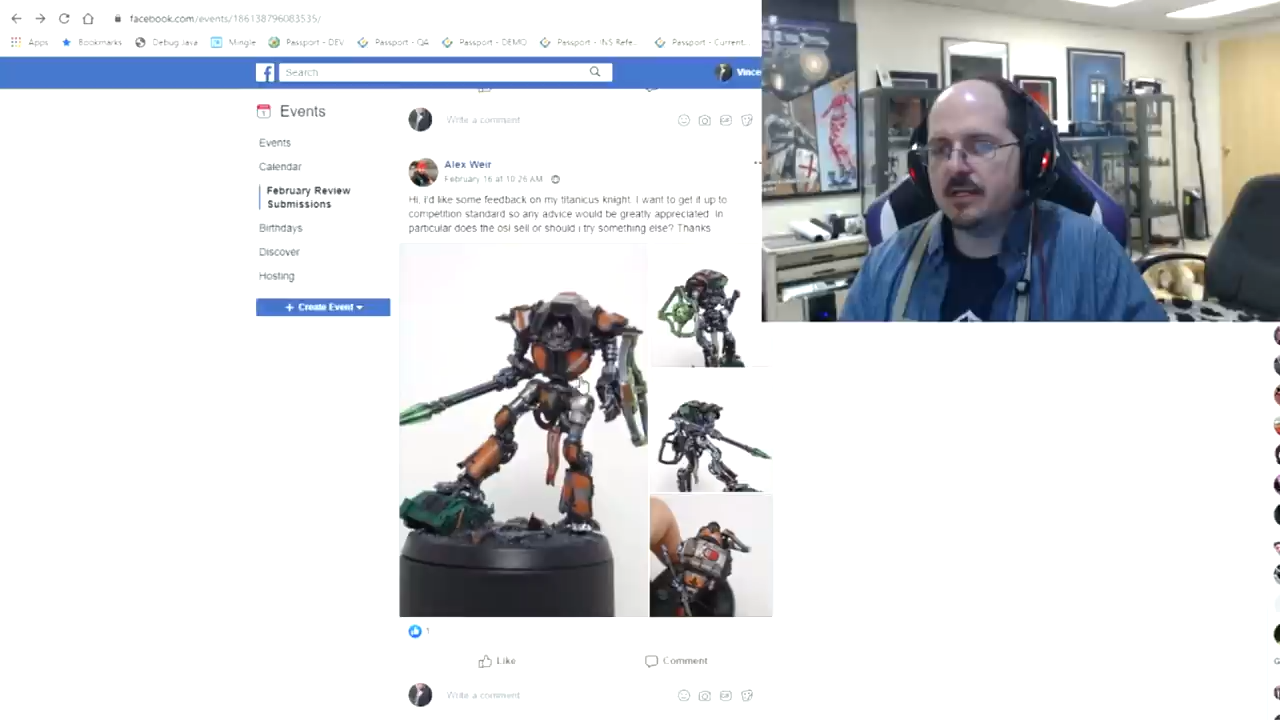 facebook.com/events/186138796083535/
Apps Bookmarks Debug Java Mingle Passport - DEV Passport - QA Passport - DEMO Passport - INS Refe... Passport - Current...
Search
Vince
Events
Write a comment
Events
Calendar
February Review
Submissions
Birthdays
Discover
Hosting
+ Create Event
Alex Weir
February 16 at 10:26 AM
Hi, i'd like some feedback on my titanicus knight. I want to get it up to
competition standard so any advice would be greatly appreciated. In
particular does the osl sell or should i try something else? Thanks
1
Like Comment
Write a comment